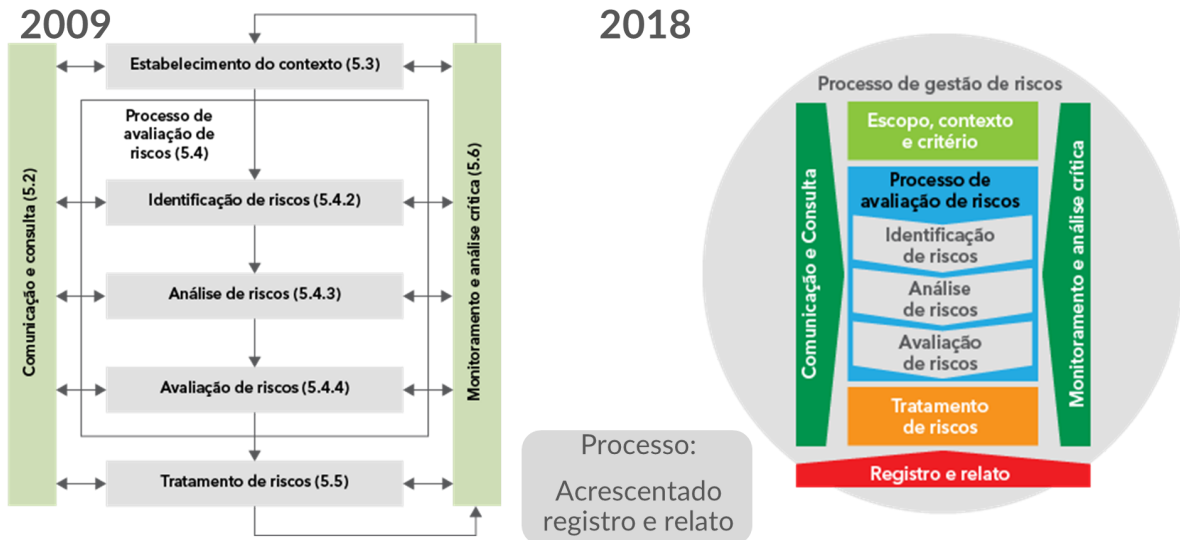 2009
Estabelecimento do contexto (5.3)
Processo de
avaliação de
riscos (5.4)
Identificação de riscos (5.4.2)
Análise de riscos (5.4.3)
Avaliação de riscos (5.4.4)
Tratamento de riscos (5.5)
Comunicação e consulta (5.2)
Monitoramento e análise crítica (5.6)
Processo:
Acrescentado
registro e relato
2018
Processo de gestão de riscos
Comunicação e Consulta
Escopo, contexto
e critério
Processo de
avaliação de riscos
Identificação
de riscos
Análise
de riscos
Avaliação
de riscos
Tratamento
de riscos
Monitoramento e análise crítica
Registro e relato